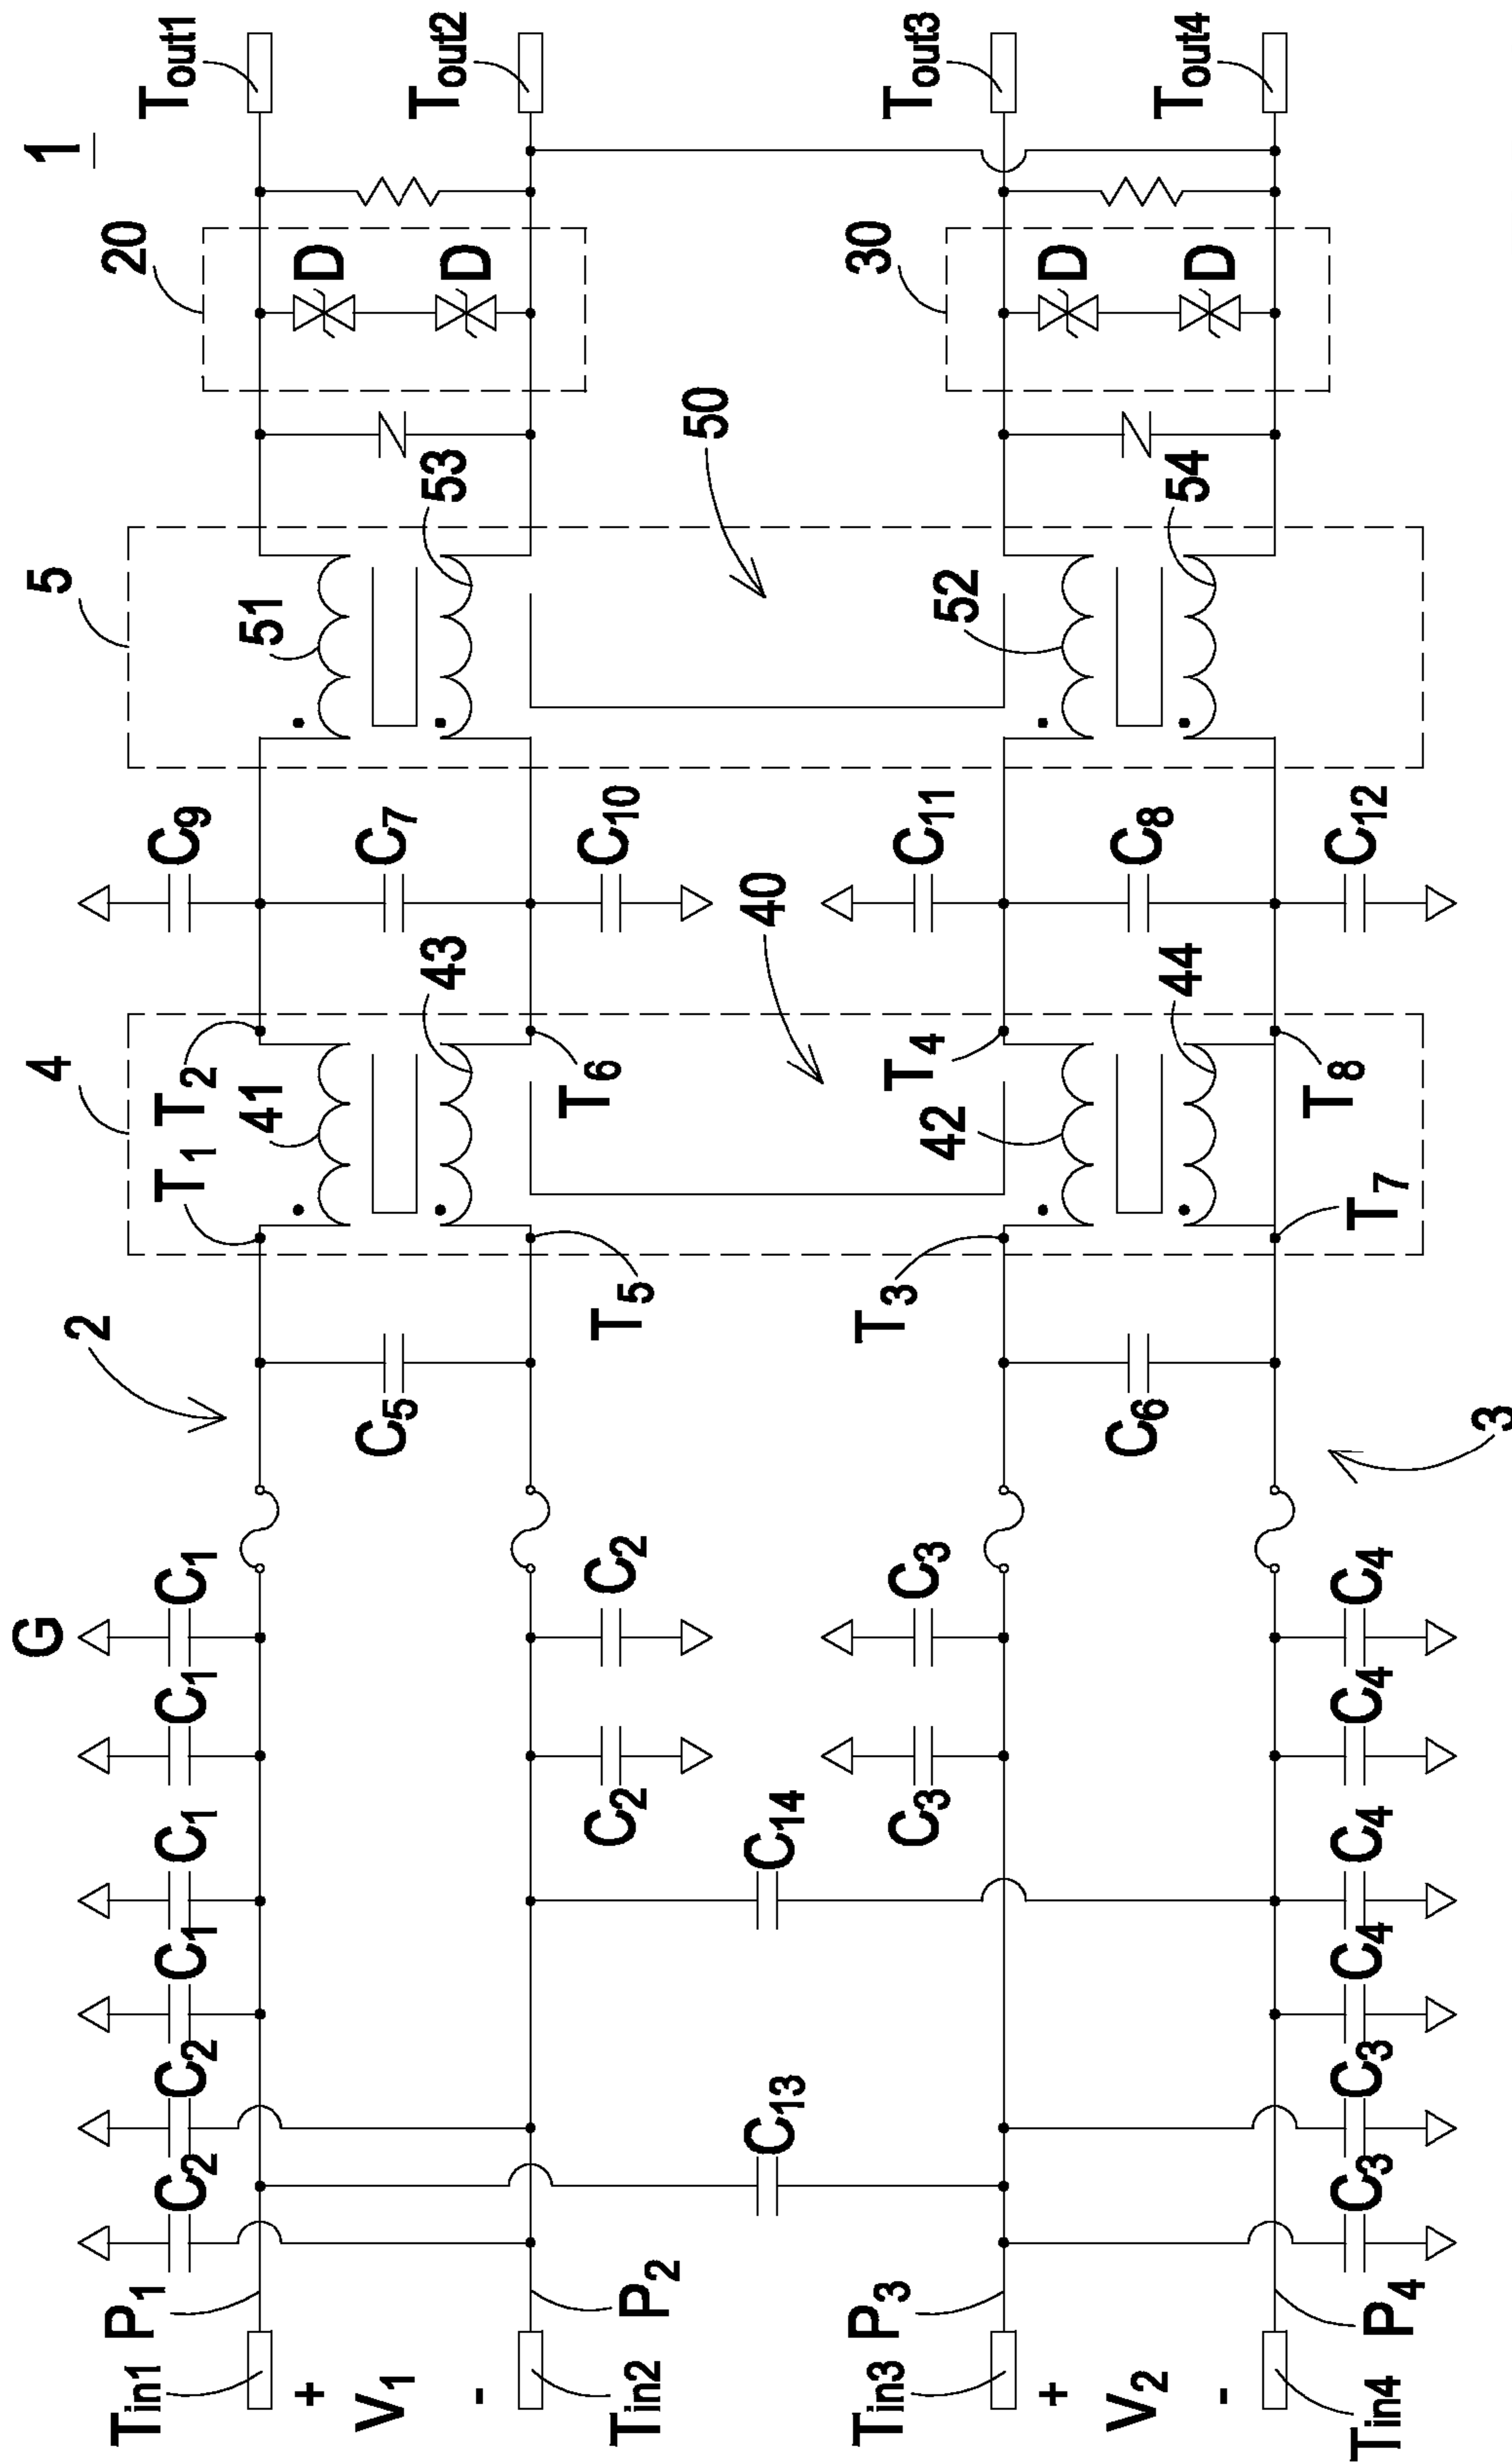 1
Tout1
Tout2
Tout3
Tout4
20
D
D
30
D
D
50
53
54
5
51
52
C9
C7
C10
C11
C8
C12
40
43
44
4
T2
41
T1
T6
T4
42
T8
T7
T5
T3
2
C5
C6
3
G
C1
C2
C3
C4
C1
C2
C3
C4
C1
C14
C4
C1
C4
C2
C13
C3
C2
C3
P1
P2
P3
P4
Tin1
+
V1
-
Tin2
Tin3
+
V2
-
Tin4